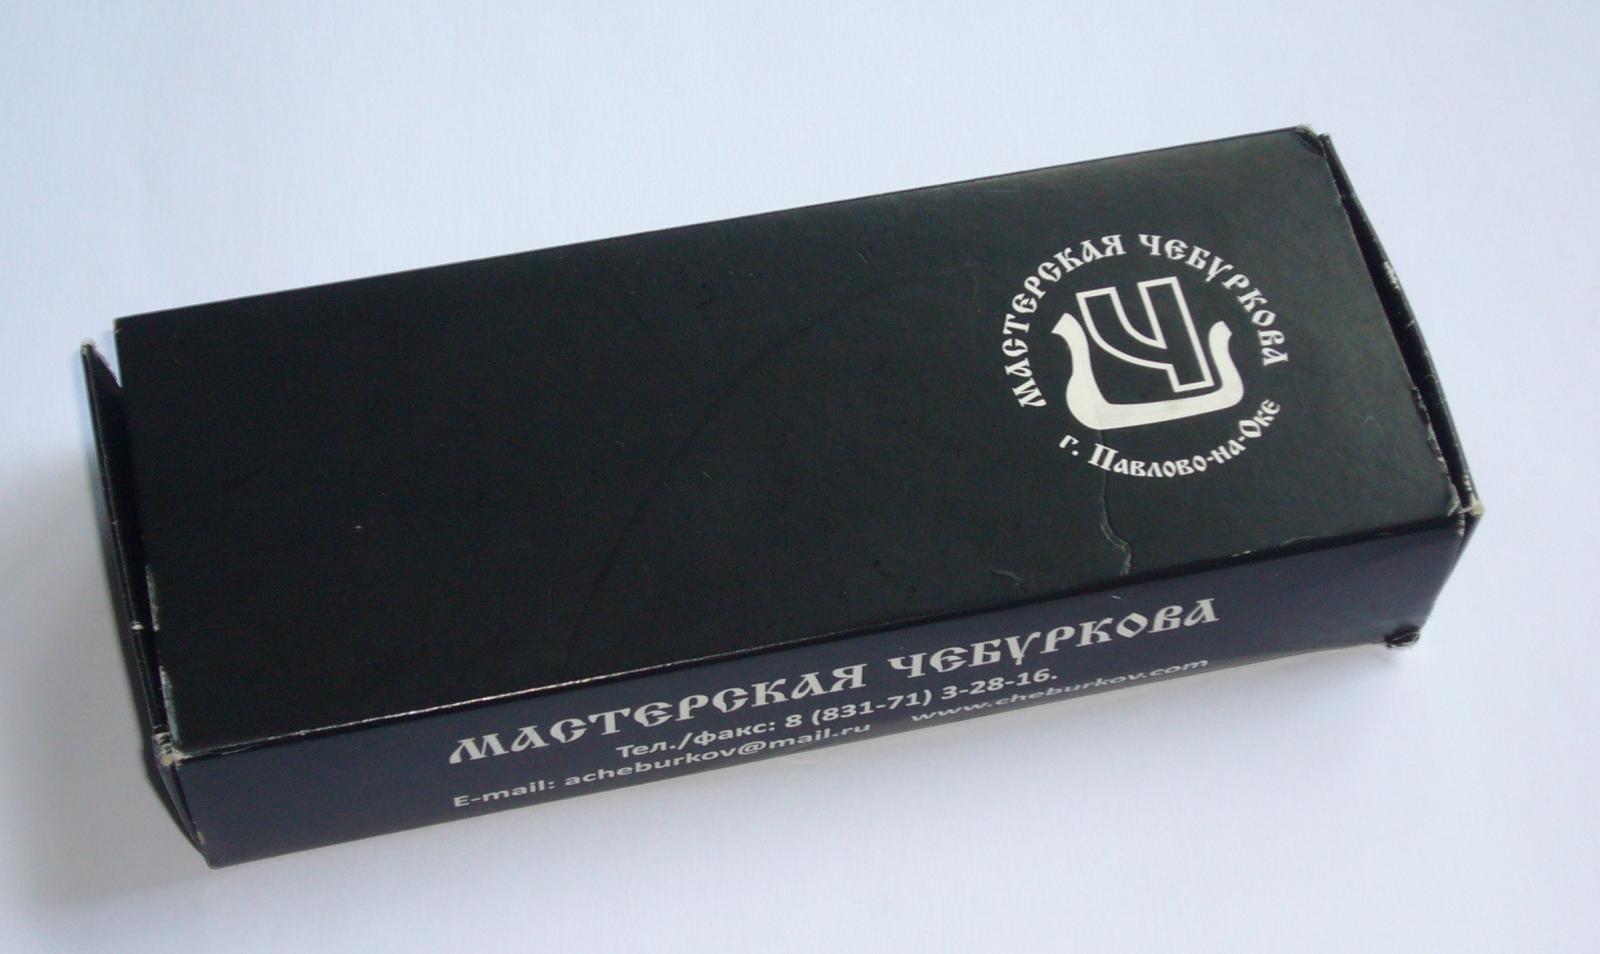 МАСТЕРСКАЯ ЧЕБУРКОВА
Ч
г. Павлово-на-Оке
МАСТЕРСКАЯ ЧЕБУРКОВА
Тел./факс: 8 (831-71) 3-28-16.
E-mail: acheburkov@mail.ru www.cheburkov.com